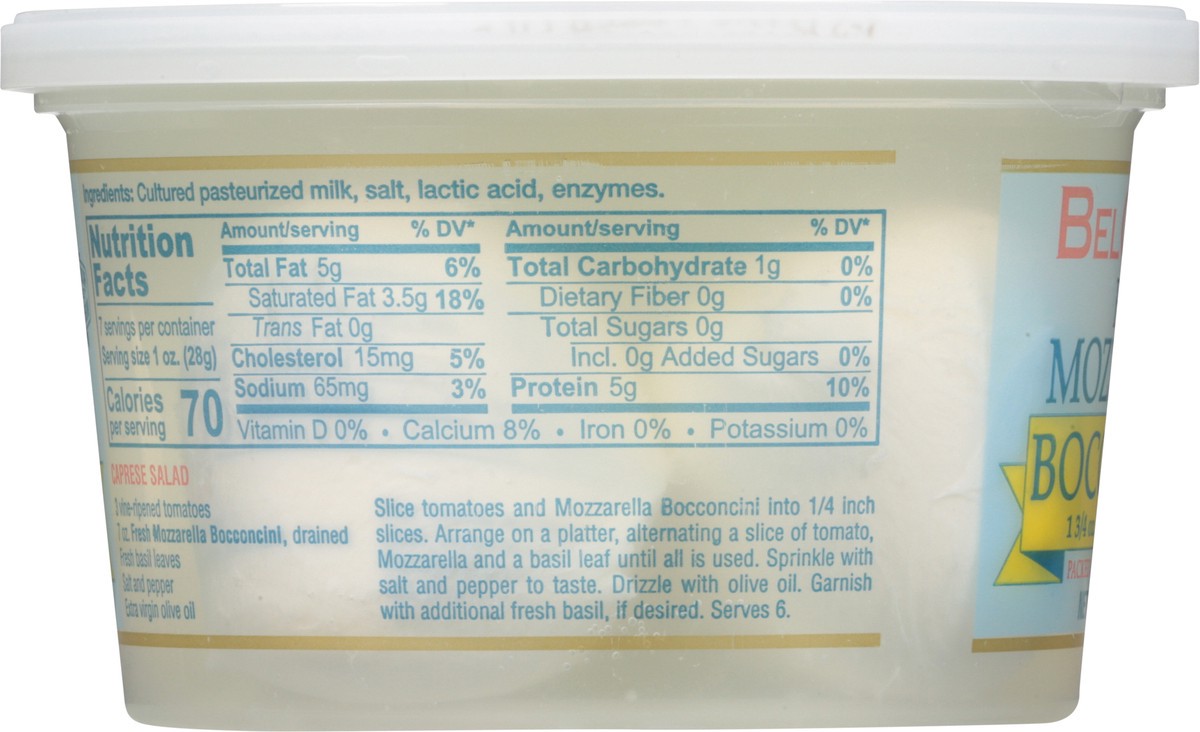 Ingredients: Cultured pasteurized milk, salt, lactic acid, enzymes.
Nutrition
Facts
7 servings per container
Serving size 1 oz. (28g)
Calories
per serving 70
Amount/serving % DV*
Total Fat 5g 6%
Saturated Fat 3.5g 18%
Trans Fat 0g
Cholesterol 15mg 5%
Sodium 65mg 3%
Amount/serving % DV*
Total Carbohydrate 1g 0%
Dietary Fiber 0g 0%
Total Sugars 0g
Incl. 0g Added Sugars 0%
Protein 5g 10%
Vitamin D 0% • Calcium 8% • Iron 0% • Potassium 0%
CAPRESE SALAD
vine-ripened tomatoes
7 oz. Fresh Mozzarella Bocconcini, drained
Fresh basil leaves
Salt and pepper
Extra virgin olive oil
Slice tomatoes and Mozzarella Bocconcini into 1/4 inch
slices. Arrange on a platter, alternating a slice of tomato,
Mozzarella and a basil leaf until all is used. Sprinkle with
salt and pepper to taste. Drizzle with olive oil. Garnish
with additional fresh basil, if desired. Serves 6.
BEL
MOZ
BOC
1 3/4 oz